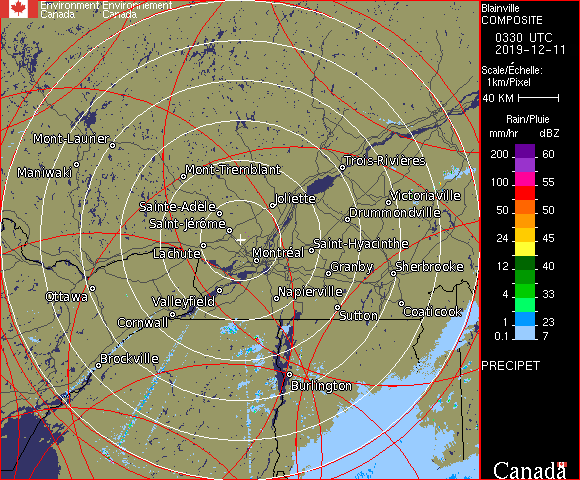 Environment Environnement
Canada Canada
Blainville
COMPOSITE
0330 UTC
2019-12-11
Scale/Échelle:
1km/Pixel
40 KM
Rain/Pluie
mm/hr dBZ
200 60
150 57
100 55
50 50
24 45
12 40
4 33
1 23
0.1 7
PRECIPET
Canada
Mont-Laurier
Maniwaki
Mont-Tremblant
Trois-Rivières
Joliette
Victoriaville
Sainte-Adèle
Drummondville
Saint-Jérôme
Saint-Hyacinthe
Lachute
Montréal
Granby
Sherbrooke
Ottawa
Valleyfield
Napierville
Cornwall
Sutton
Coaticook
Brockville
Burlington